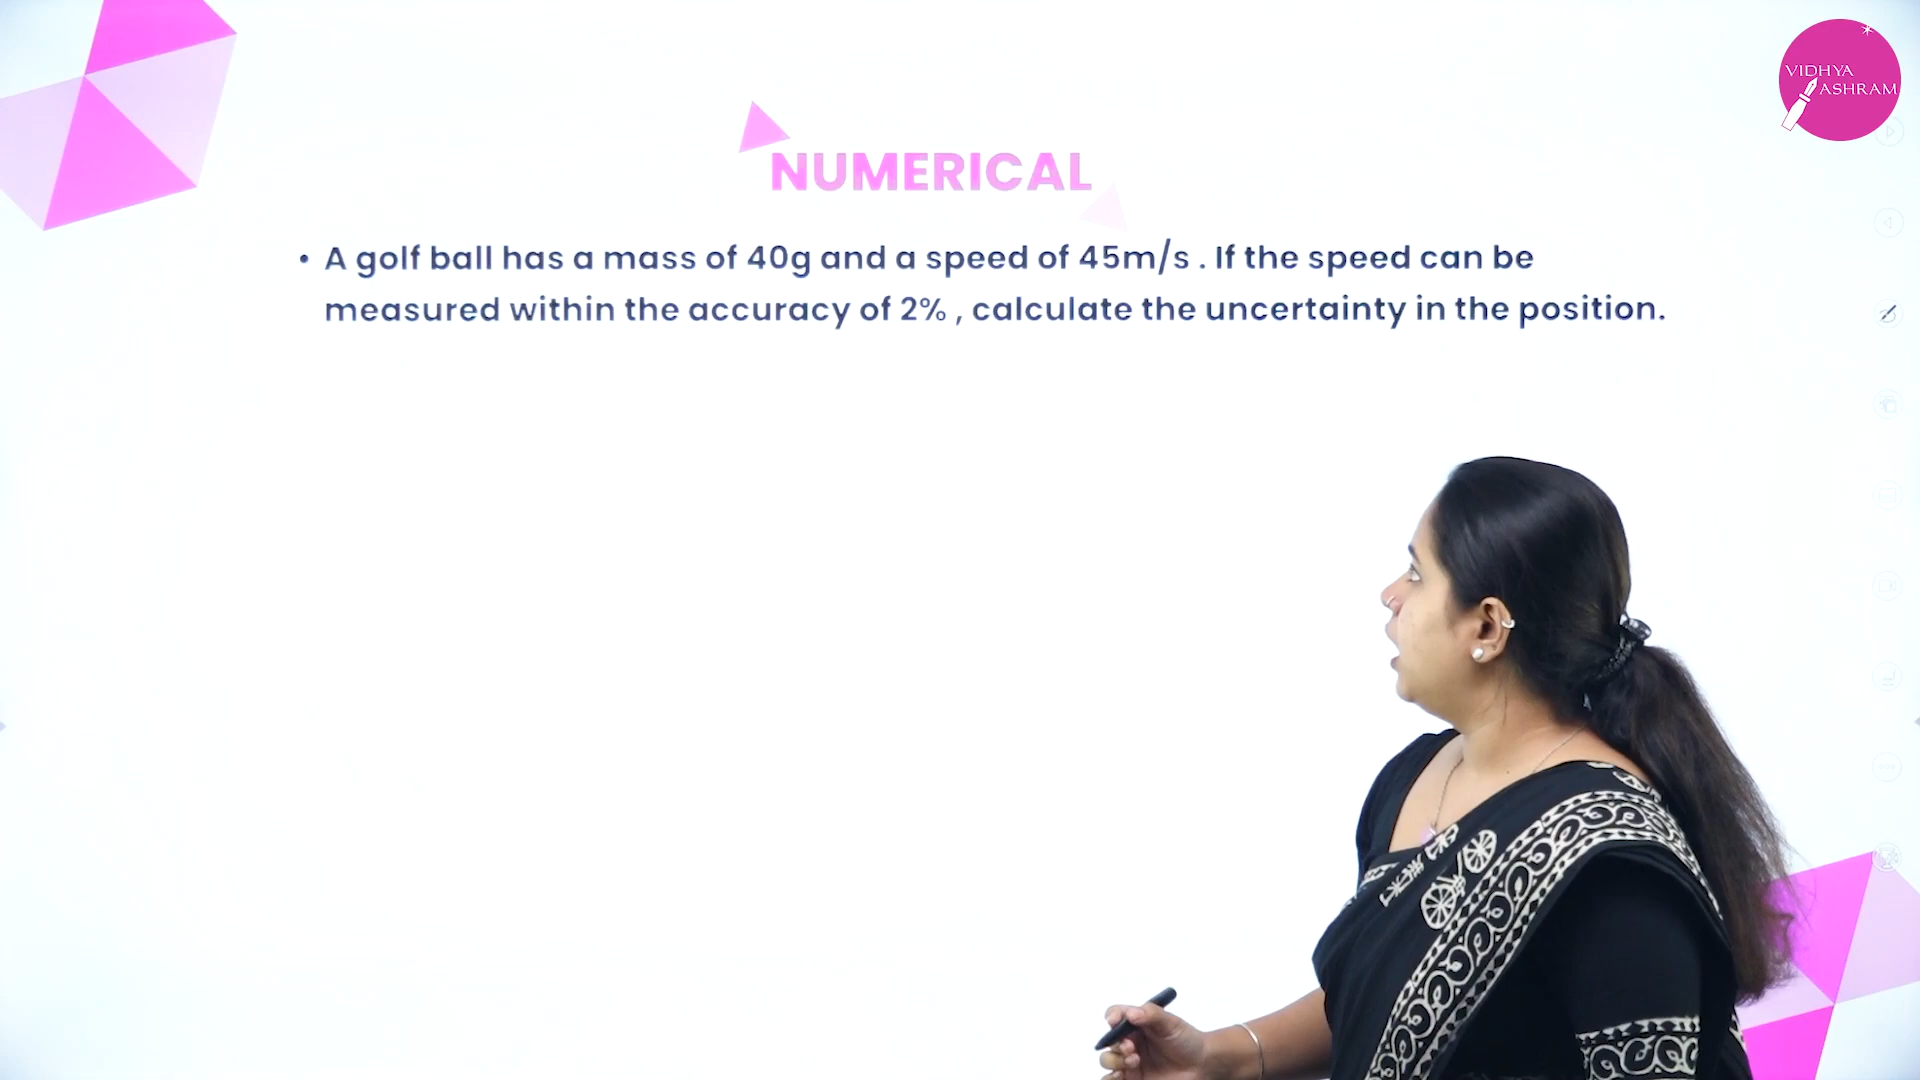 VIDHYA
ASHRAM
NUMERICAL
• A golf ball has a mass of 40g and a speed of 45m/s . If the speed can be
measured within the accuracy of 2% , calculate the uncertainty in the position.